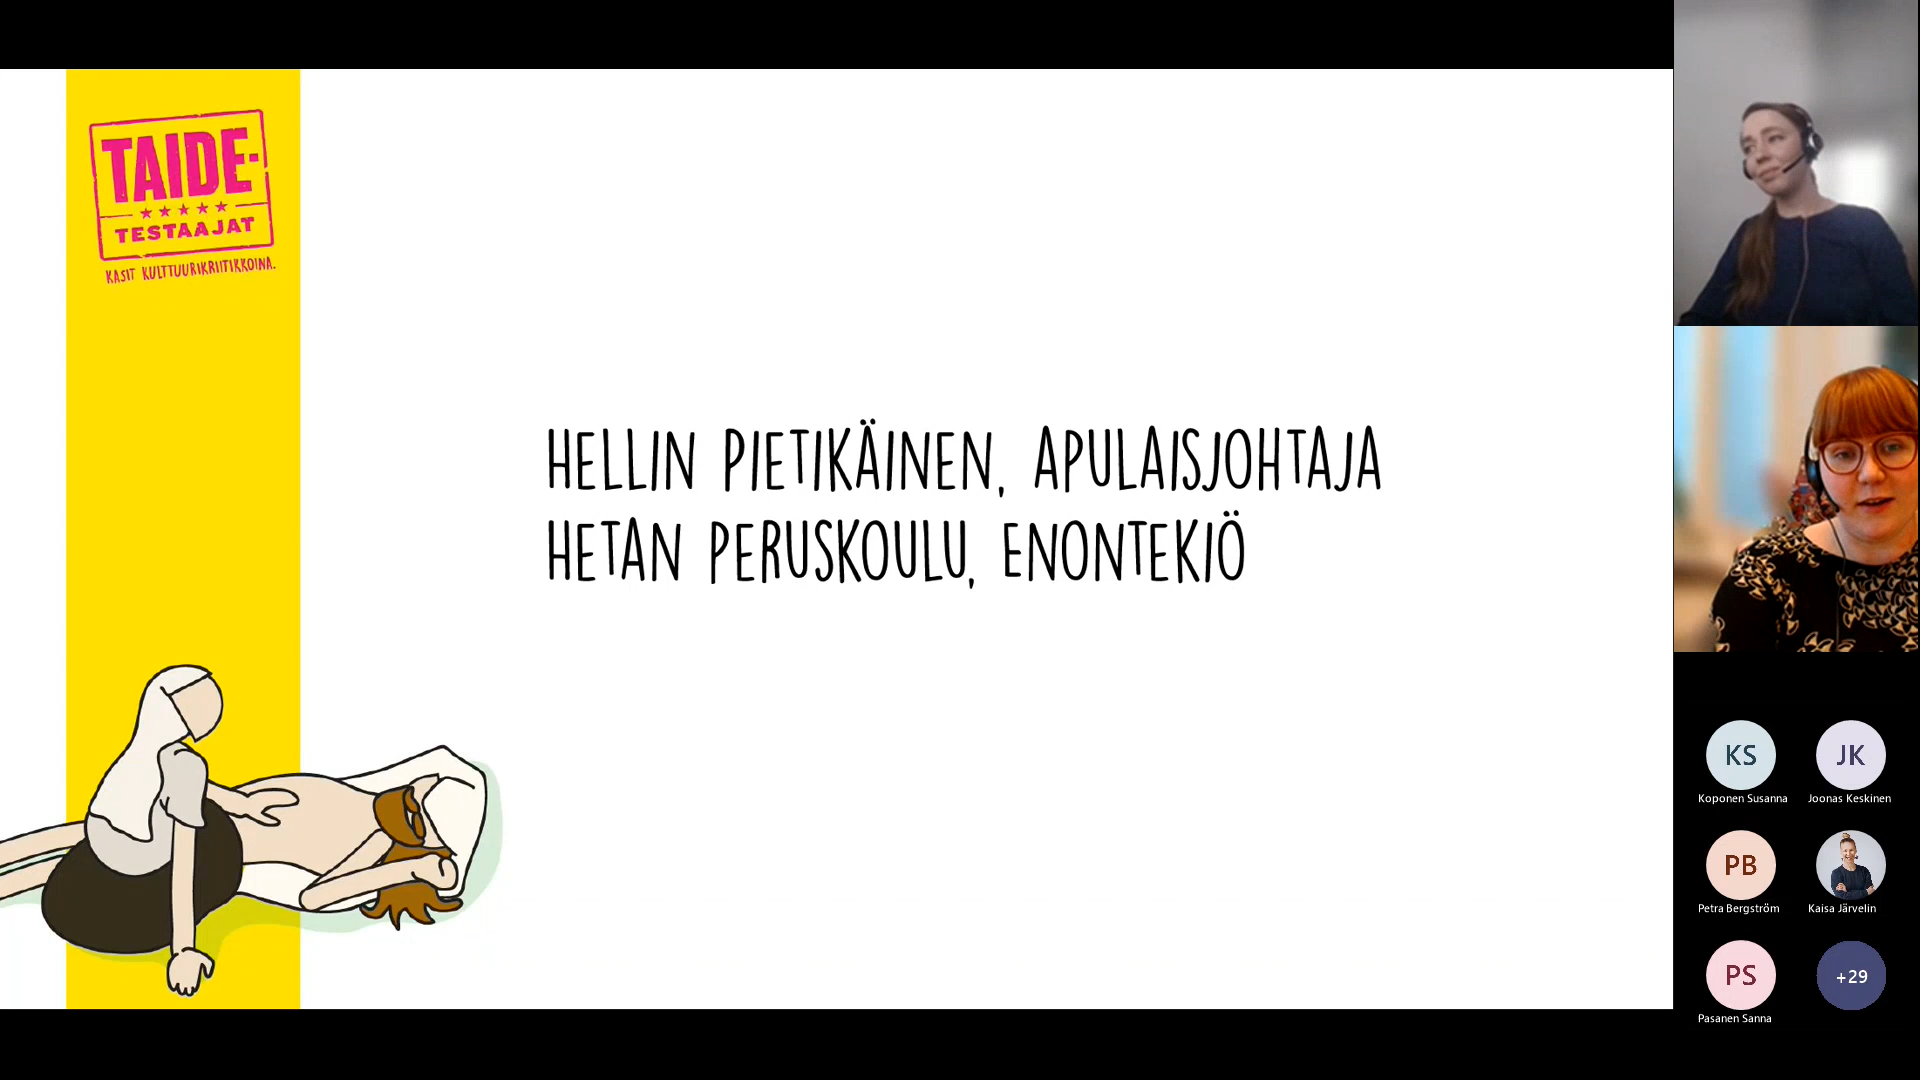 TAIDE-
TESTAAJAT
KASIT KULTTUURIKRIITIKKOINA.
HELLIN PIETIKÄINEN, APULAISJOHTAJA
HETAN PERUSKOULU, ENONTEKIÖ
KS
JK
Koponen Susanna
Joonas Keskinen
PB
Petra Bergström
Kaisa Järvelin
PS
+29
Pasanen Sanna